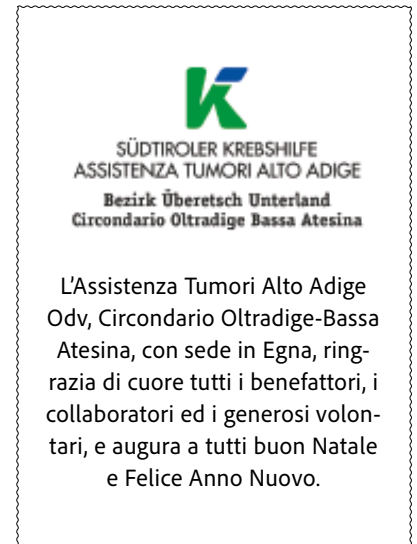 SÜDTIROLER KREBSHILFE
ASSISTENZA TUMORI ALTO ADIGE
Bezirk Überetsch Unterland
Circondario Oltradige Bassa Atesina
L'Assistenza Tumori Alto Adige
Odv, Circondario Oltradige-Bassa
Atesina, con sede in Egna, ring-
razia di cuore tutti i benefattori, i
collaboratori ed i generosi volon-
tari, e augura a tutti buon Natale
e Felice Anno Nuovo.